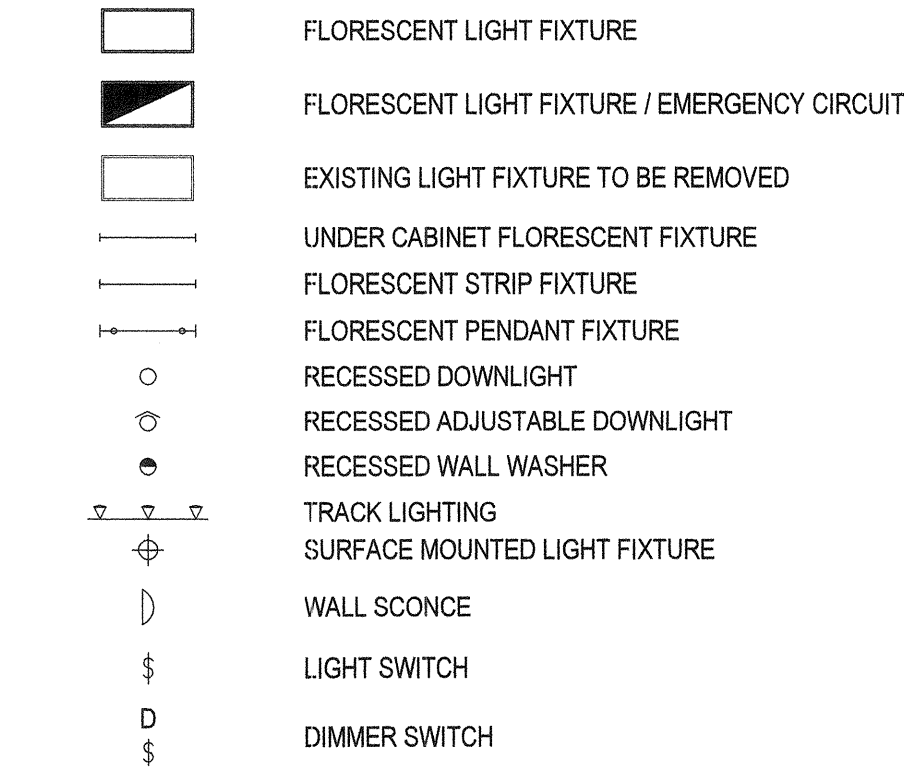 FLORESCENT LIGHT FIXTURE
FLORESCENT LIGHT FIXTURE / EMERGENCY CIRCUIT
EXISTING LIGHT FIXTURE TO BE REMOVED
UNDER CABINET FLORESCENT FIXTURE
FLORESCENT STRIP FIXTURE
FLORESCENT PENDANT FIXTURE
RECESSED DOWNLIGHT
RECESSED ADJUSTABLE DOWNLIGHT
RECESSED WALL WASHER
TRACK LIGHTING
SURFACE MOUNTED LIGHT FIXTURE
WALL SCONCE
$ LIGHT SWITCH
D
$ DIMMER SWITCH